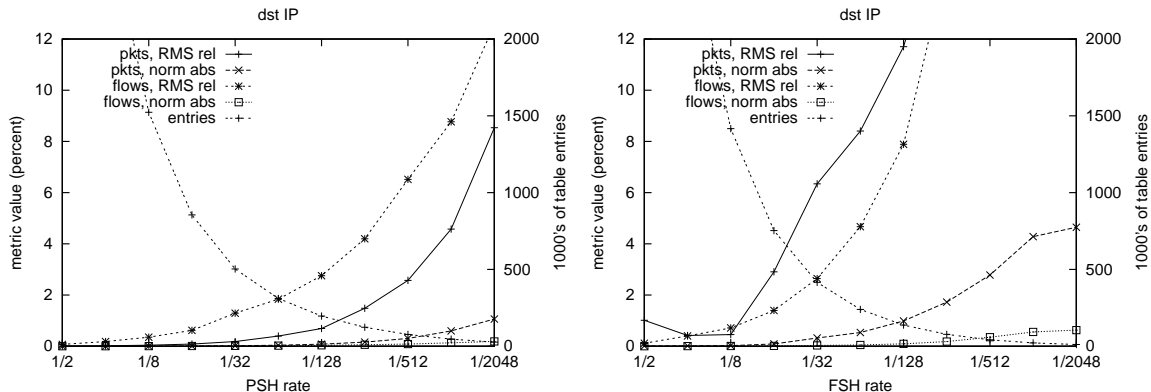 dst IP
12
10
8
6
4
2
0
metric value (percent)
pkts, RMS rel
pkts, norm abs
flows, RMS rel
flows, norm abs
entries
2000
1500
1000
500
0
1000's of table entries
1/2
1/8
1/32
1/128
1/512
1/2048
PSH rate
dst IP
12
10
8
6
4
2
0
metric value (percent)
pkts, RMS rel
pkts, norm abs
flows, RMS rel
flows, norm abs
entries
2000
1500
1000
500
0
1000's of table entries
1/2
1/8
1/32
1/128
1/512
1/2048
FSH rate